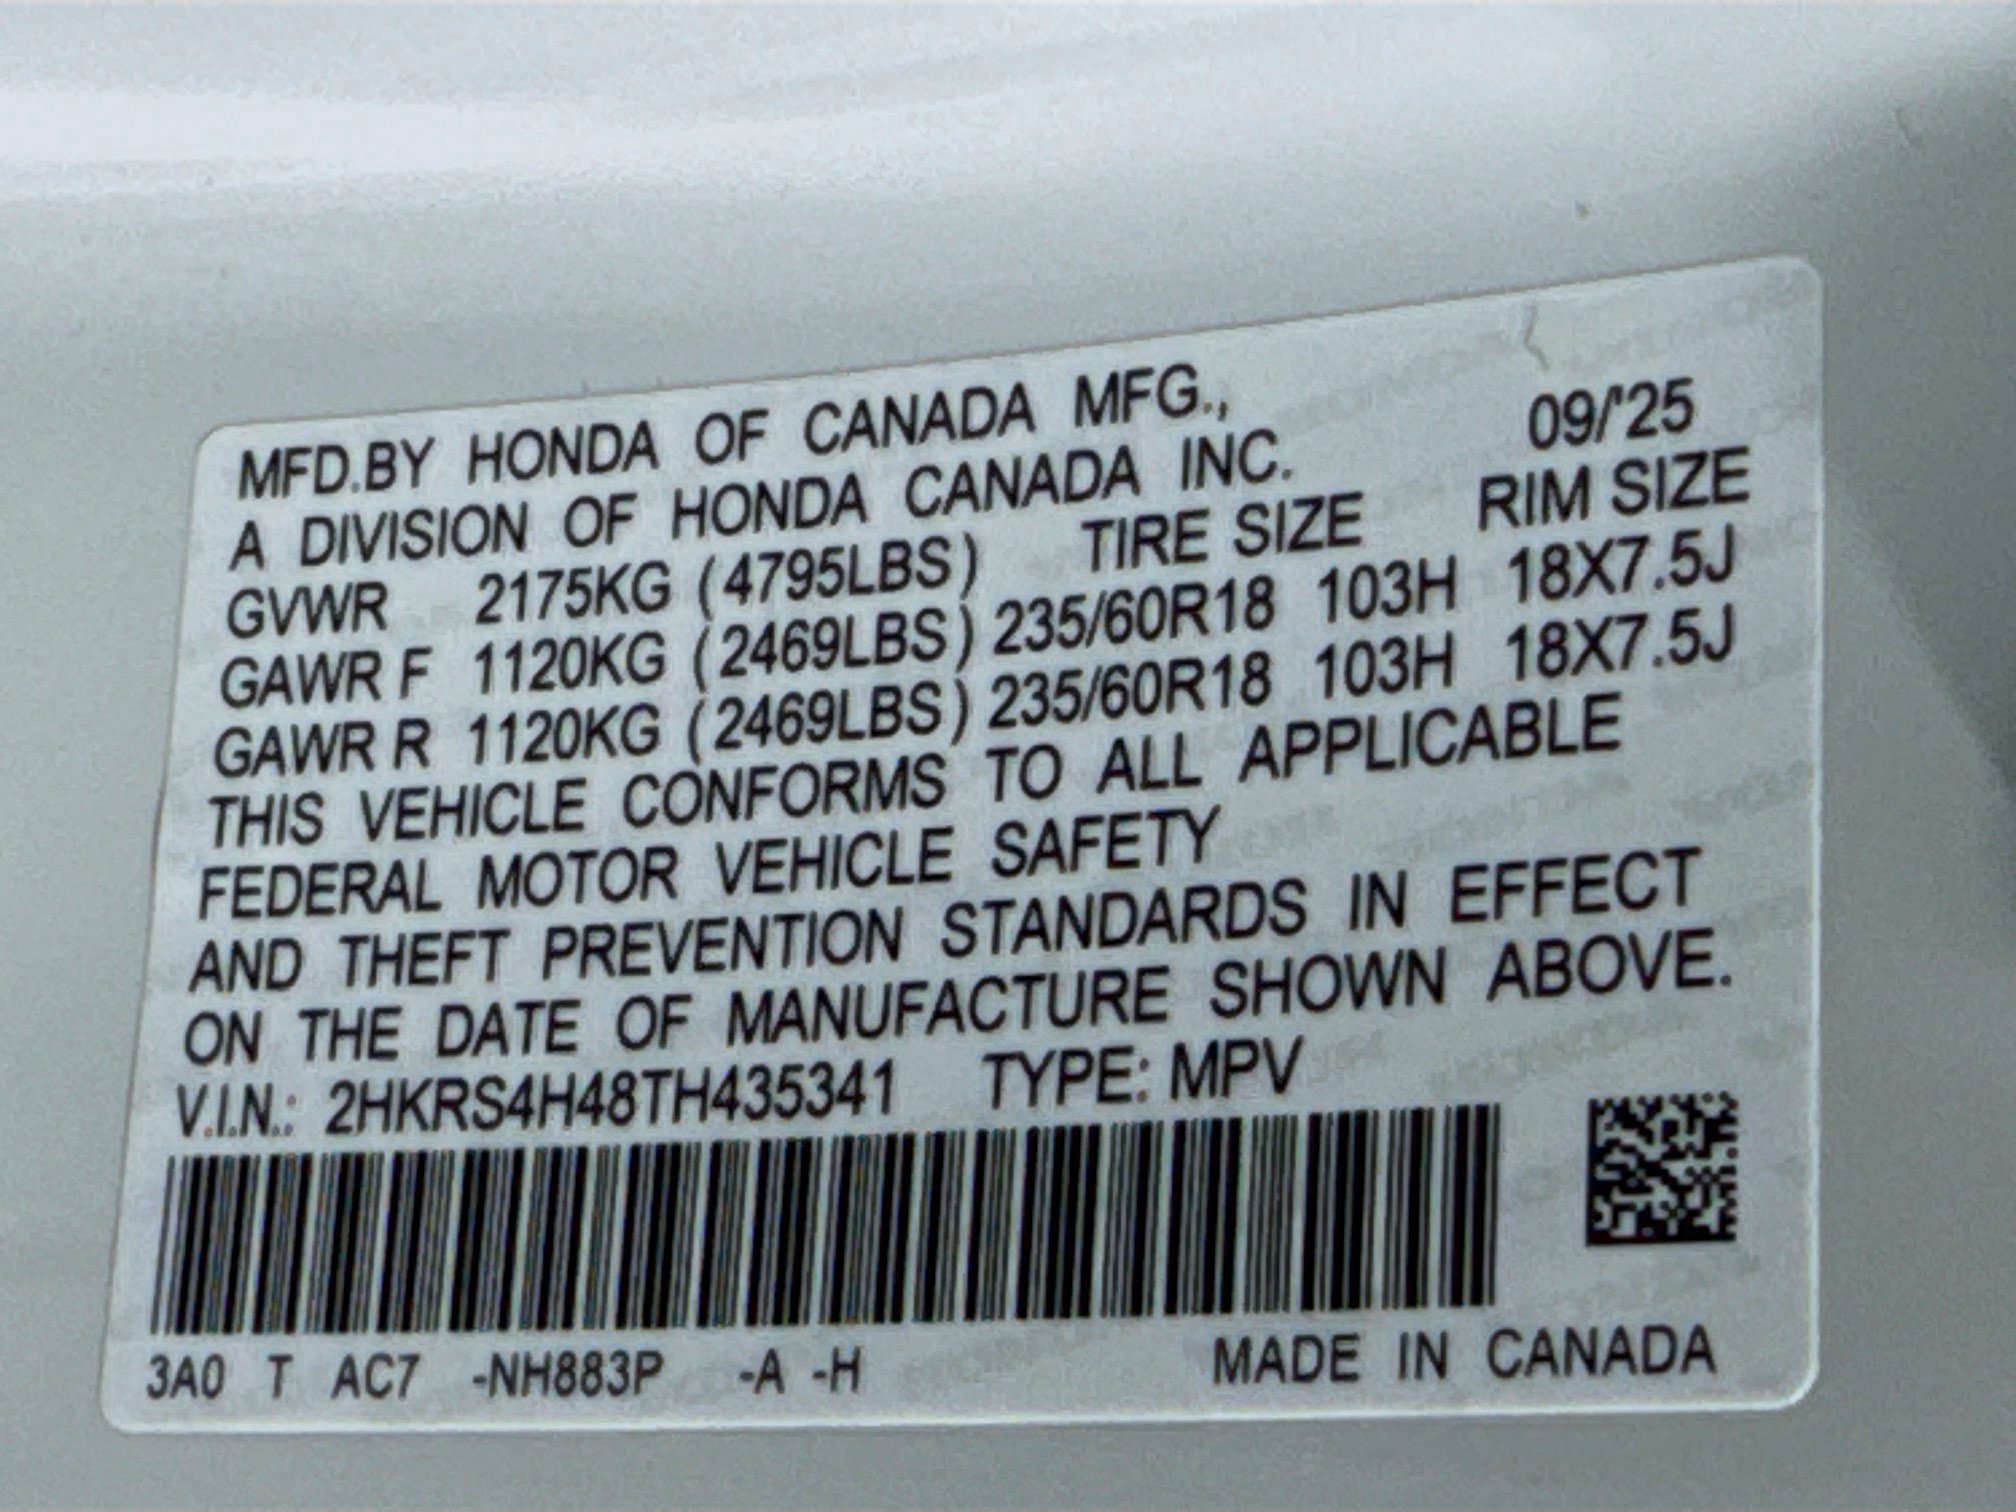 MFD.BY HONDA OF CANADA MFG., 09/'25
A DIVISION OF HONDA CANADA INC.
TIRE SIZE RIM SIZE
GVWR 2175KG (4795LBS)
GAWR F 1120KG (2469LBS) 235/60R18 103H 18X7.5J
GAWR R 1120KG (2469LBS) 235/60R18 103H 18X7.5J
THIS VEHICLE CONFORMS TO ALL APPLICABLE
FEDERAL MOTOR VEHICLE SAFETY
AND THEFT PREVENTION STANDARDS IN EFFECT
ON THE DATE OF MANUFACTURE SHOWN ABOVE.
V.I.N.: 2HKRS4H48TH435341 TYPE: MPV
3A0 T AC7 -NH883P -A -H MADE IN CANADA